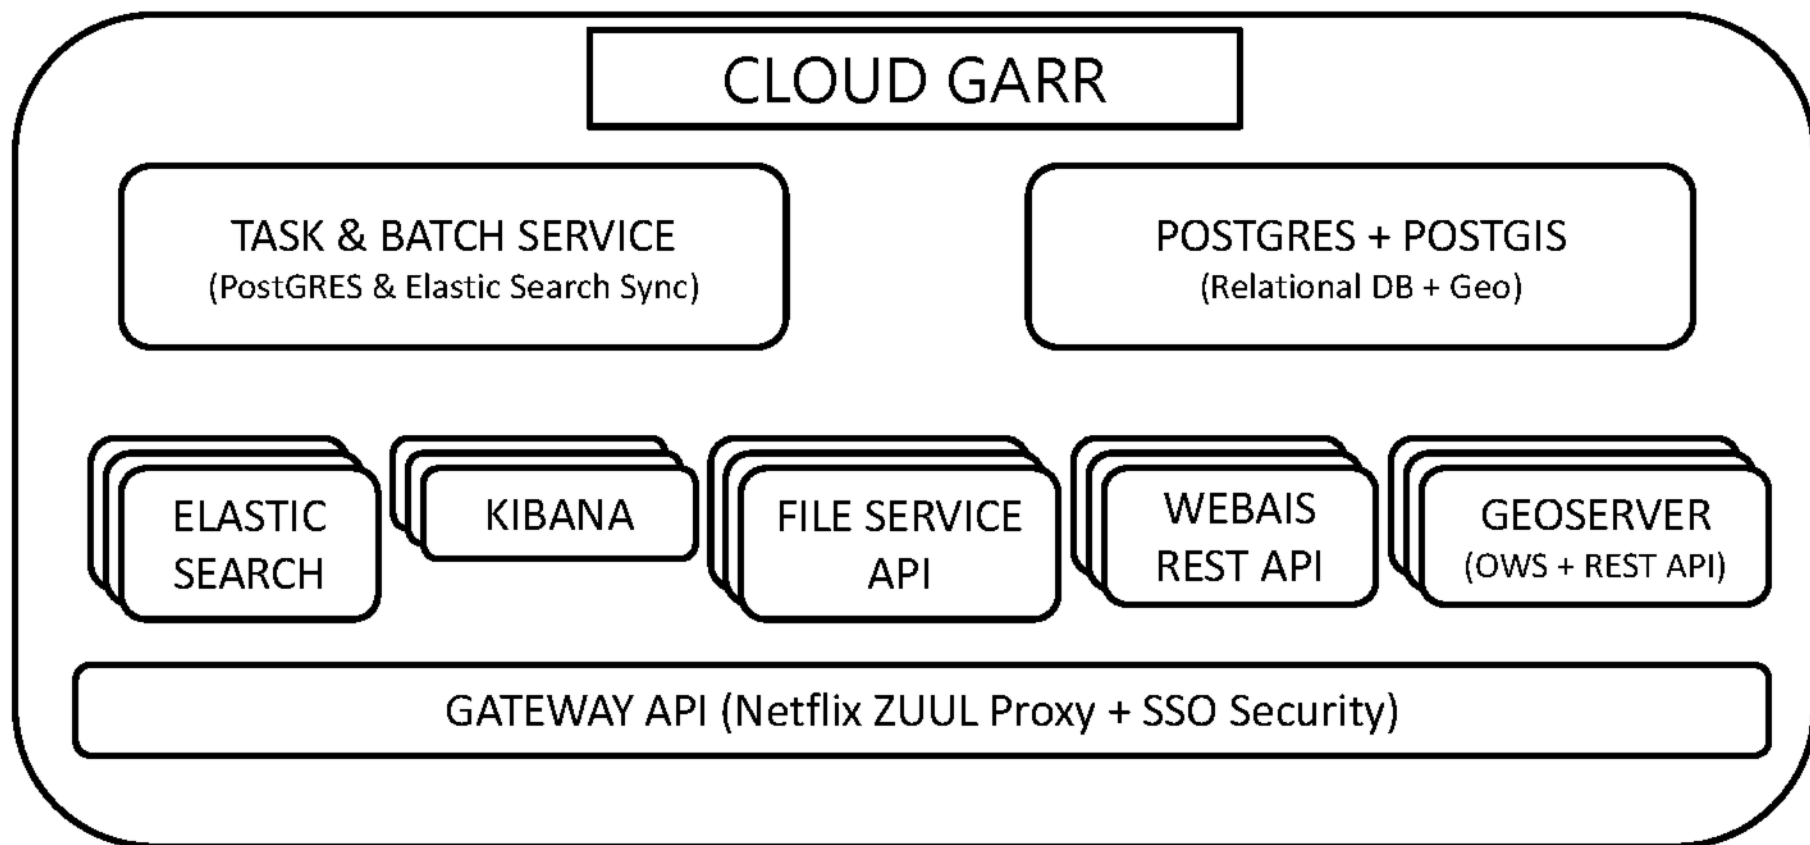 CLOUD GARR
TASK & BATCH SERVICE
(PostGRES & Elastic Search Sync)
POSTGRES + POSTGIS
(Relational DB + Geo)
ELASTIC
SEARCH
KIBANA
FILE SERVICE
API
WEBAIS
REST API
GEOSERVER
(OWS + REST API)
GATEWAY API (Netflix ZUUL Proxy + SSO Security)